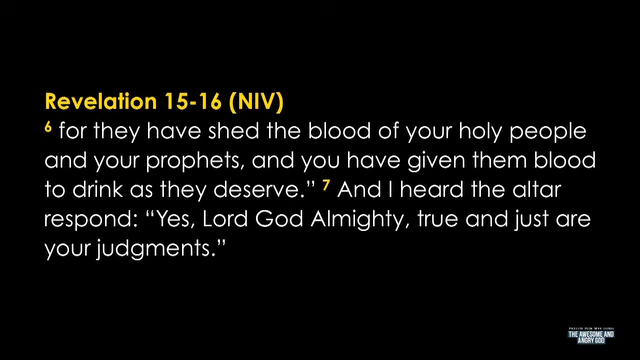 Revelation 15-16 (NIV)
6 for they have shed the blood of your holy people
and your prophets, and you have given them blood
to drink as they deserve.” 7 And I heard the altar
respond: “Yes, Lord God Almighty, true and just are
your judgments.”
THE AWESOME AND
ANGRY GOD